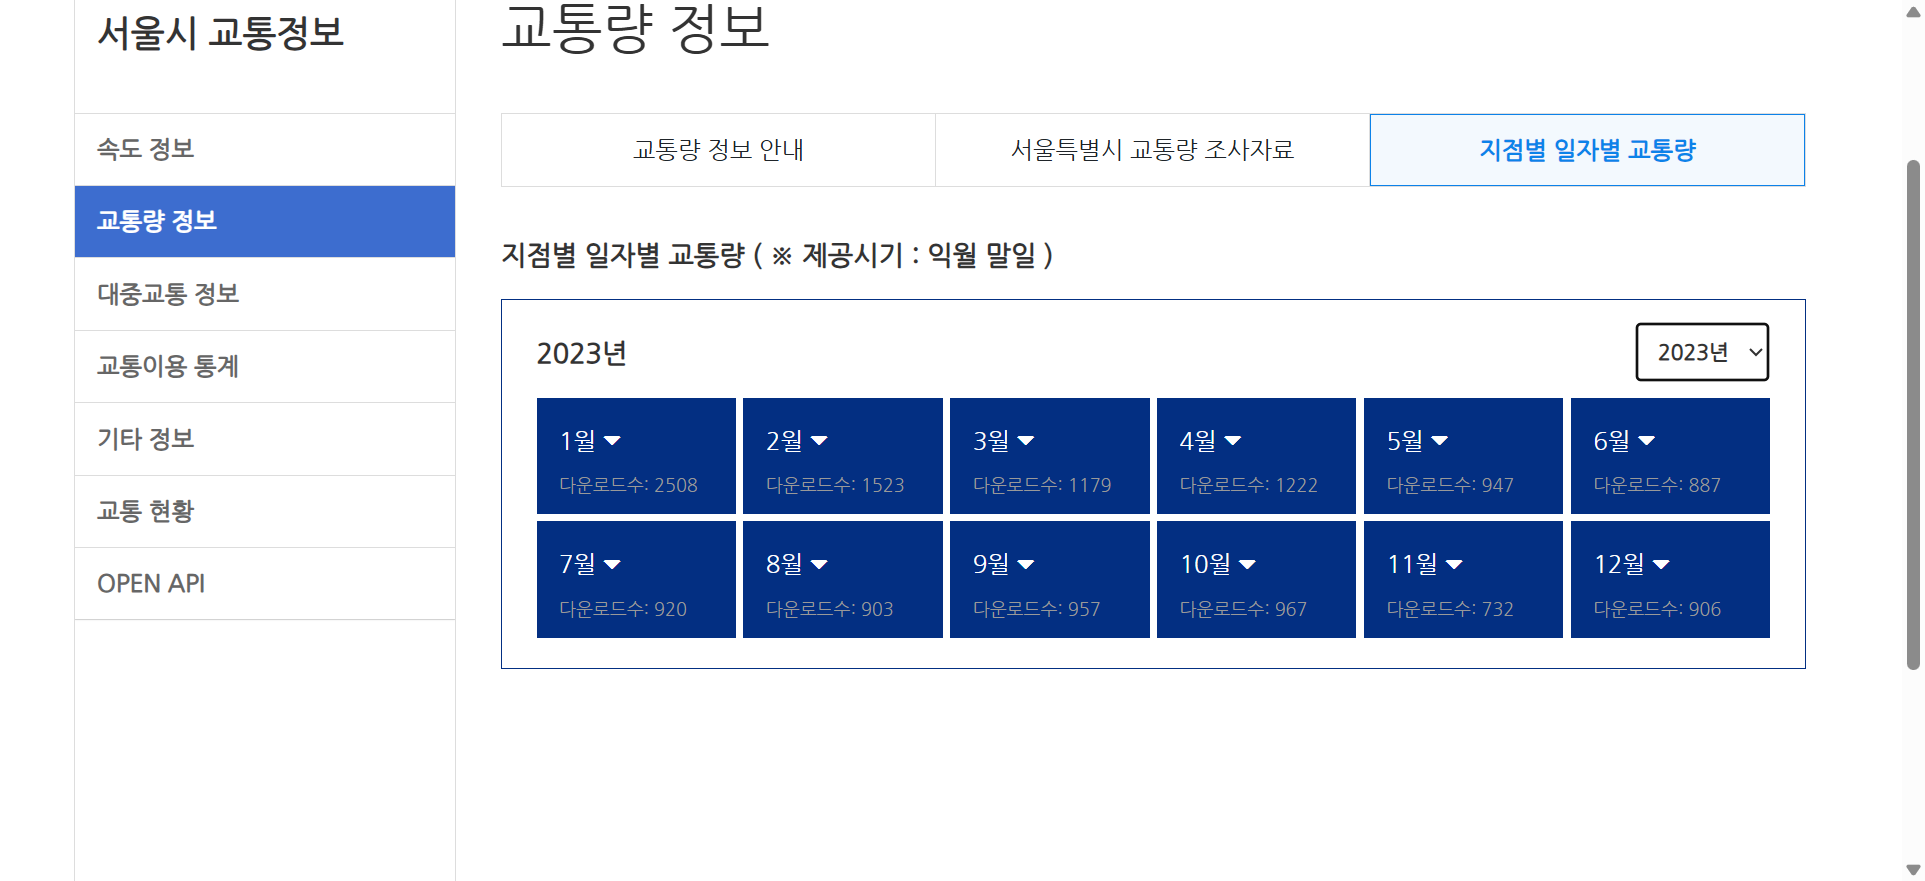 서울시 교통정보
속도 정보
교통량 정보
대중교통 정보
교통이용 통계
기타 정보
교통 현황
OPEN API
교통량 정보
교통량 정보 안내
서울특별시 교통량 조사자료
지점별 일자별 교통량
지점별 일자별 교통량 ( ※ 제공시기 : 익월 말일 )
2023년
2023년
1월
다운로드수: 2508
2월
다운로드수: 1523
3월
다운로드수: 1179
4월
다운로드수: 1222
5월
다운로드수: 947
6월
다운로드수: 887
7월
다운로드수: 920
8월
다운로드수: 903
9월
다운로드수: 957
10월
다운로드수: 967
11월
다운로드수: 732
12월
다운로드수: 906